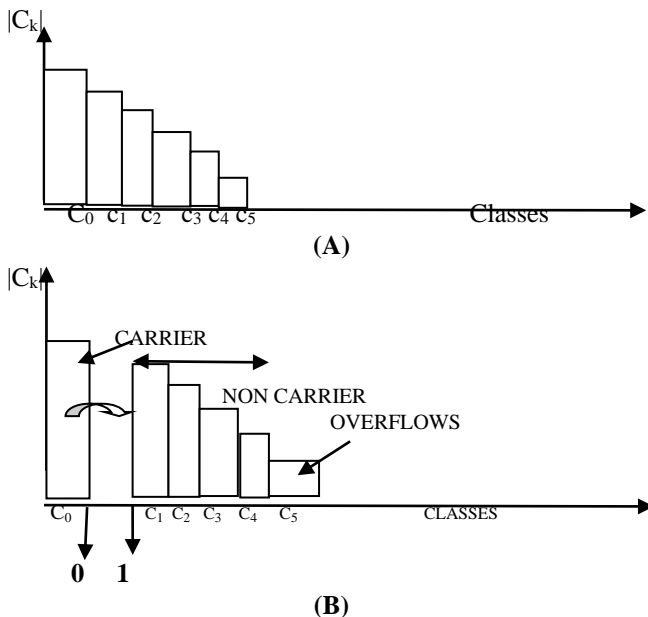 |Cₖ|
C₀ c₁ c₂ c₃ c₄ c₅ Classes
(A)
|Cₖ|
CARRIER
NON CARRIER
OVERFLOWS
C₀ C₁ C₂ C₃ C₄ C₅ CLASSES
0 1
(B)